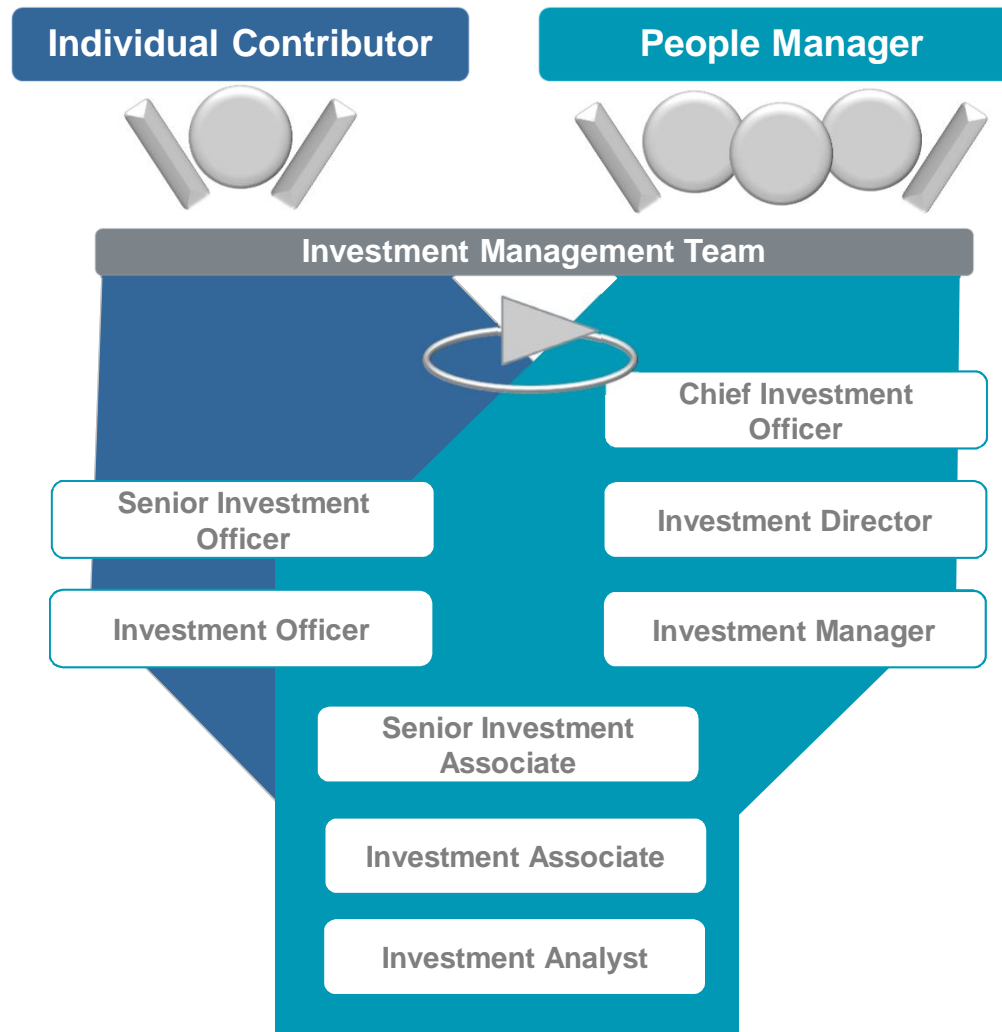 Individual Contributor
People Manager
Investment Management Team
Chief Investment
Officer
Senior Investment
Officer
Investment Director
Investment Officer
Investment Manager
Senior Investment
Associate
Investment Associate
Investment Analyst